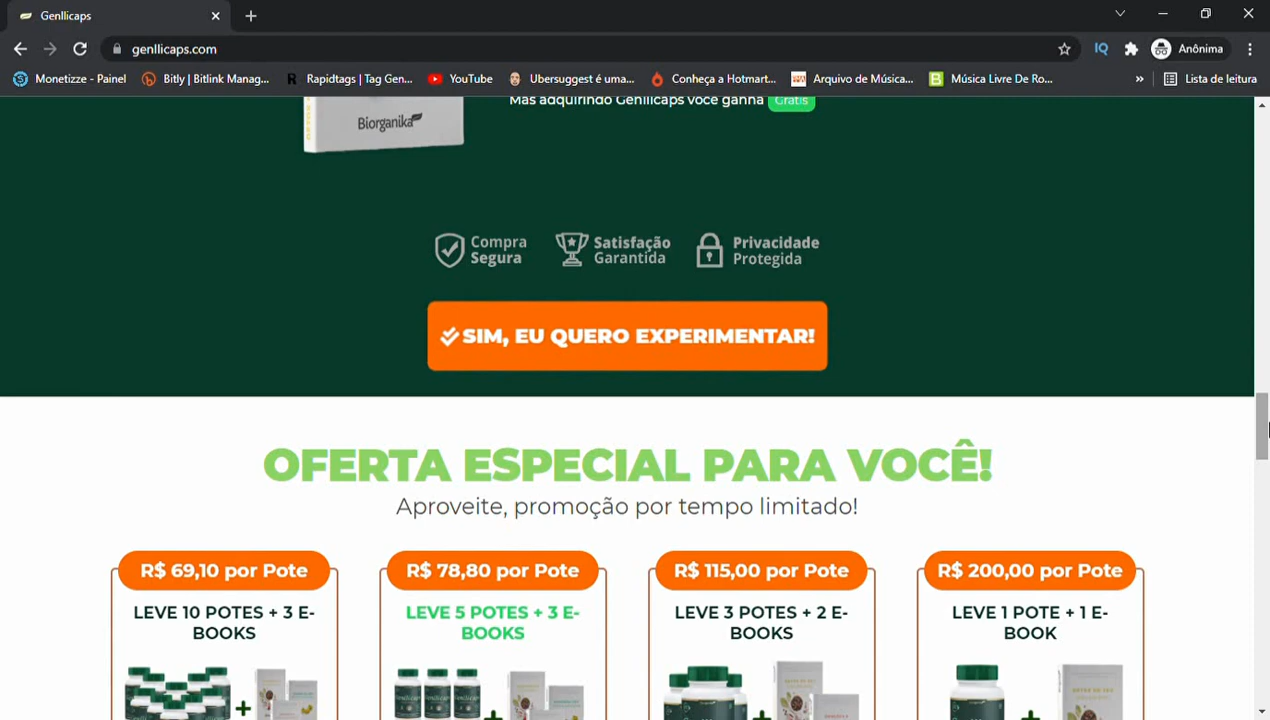 Genllicaps
genllicaps.com
Anônima
Monetizze - Painel
Bitly | Bitlink Manag...
Rapidtags | Tag Gen...
YouTube
Ubersuggest é uma...
Conheça a Hotmart...
Arquivo de Música...
Música Livre De Ro...
»
Lista de leitura
Mas adquirindo Genllicaps você ganha Grátis
Biorganika
Compra Segura
Satisfação Garantida
Privacidade Protegida
SIM, EU QUERO EXPERIMENTAR!
OFERTA ESPECIAL PARA VOCÊ!
Aproveite, promoção por tempo limitado!
R$ 69,10 por Pote
LEVE 10 POTES + 3 E-
BOOKS
R$ 78,80 por Pote
LEVE 5 POTES + 3 E-
BOOKS
R$ 115,00 por Pote
LEVE 3 POTES + 2 E-
BOOKS
R$ 200,00 por Pote
LEVE 1 POTE + 1 E-
BOOK